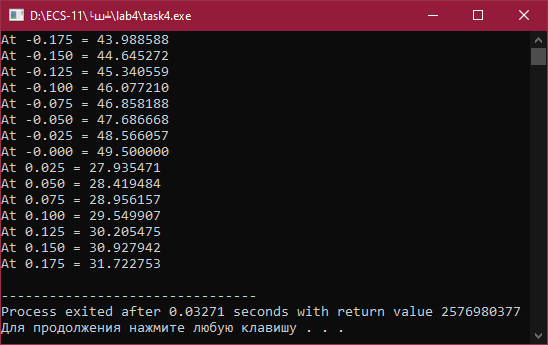 D:\ECS-11\└ш┴\lab4\task4.exe
At -0.175 = 43.988588
At -0.150 = 44.645272
At -0.125 = 45.340559
At -0.100 = 46.077210
At -0.075 = 46.858188
At -0.050 = 47.686668
At -0.025 = 48.566057
At -0.000 = 49.500000
At 0.025 = 27.935471
At 0.050 = 28.419484
At 0.075 = 28.956157
At 0.100 = 29.549907
At 0.125 = 30.205475
At 0.150 = 30.927942
At 0.175 = 31.722753
--------------------------------
Process exited after 0.03271 seconds with return value 2576980377
Для продолжения нажмите любую клавишу . . .